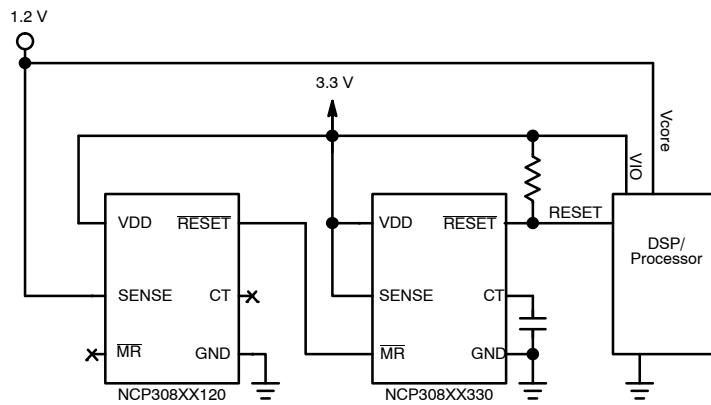 1.2 V
3.3 V
Vcore
VIO
VDD
RESET
SENSE
CT
MR
GND
NCP308XX120
VDD
RESET
SENSE
CT
MR
GND
NCP308XX330
RESET
DSP/
Processor